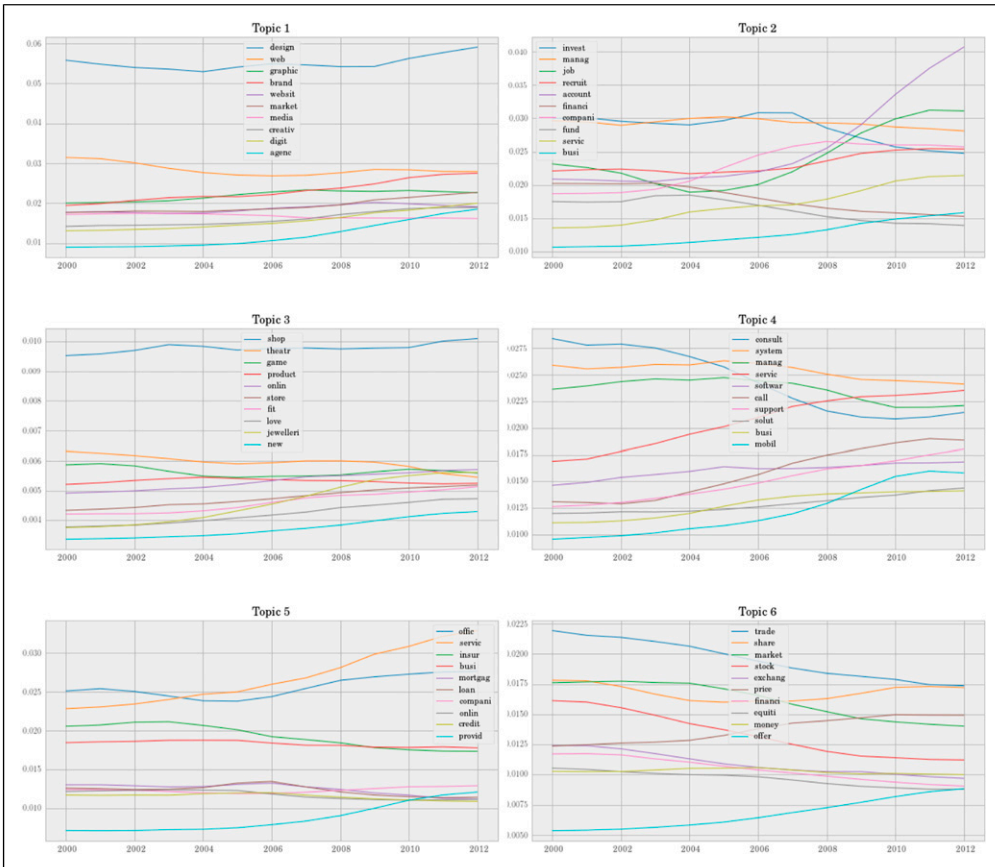 Topic 1
0.06
0.05
0.04
0.03
0.02
0.01
design
web
graphic
brand
websit
market
media
creativ
digit
agenc
2000 2002 2004 2006 2008 2010 2012
Topic 2
0.040
0.035
0.030
0.025
0.020
0.015
0.010
invest
manag
job
recruit
account
financi
compani
fund
servic
busi
2000 2002 2004 2006 2008 2010 2012
Topic 3
0.010
0.009
0.008
0.007
0.006
0.005
0.004
shop
theatr
game
product
onlin
store
fit
love
jewelleri
new
2000 2002 2004 2006 2008 2010 2012
Topic 4
0.0275
0.0250
0.0225
0.0200
0.0175
0.0150
0.0125
0.0100
consult
system
manag
servic
softwar
call
support
solut
busi
mobil
2000 2002 2004 2006 2008 2010 2012
Topic 5
0.030
0.025
0.020
0.015
0.010
offic
servic
insur
busi
mortgag
loan
compani
onlin
credit
provid
2000 2002 2004 2006 2008 2010 2012
Topic 6
0.0225
0.0200
0.0175
0.0150
0.0125
0.0100
0.0075
0.0050
trade
share
market
stock
exchang
price
financi
equiti
money
offer
2000 2002 2004 2006 2008 2010 2012